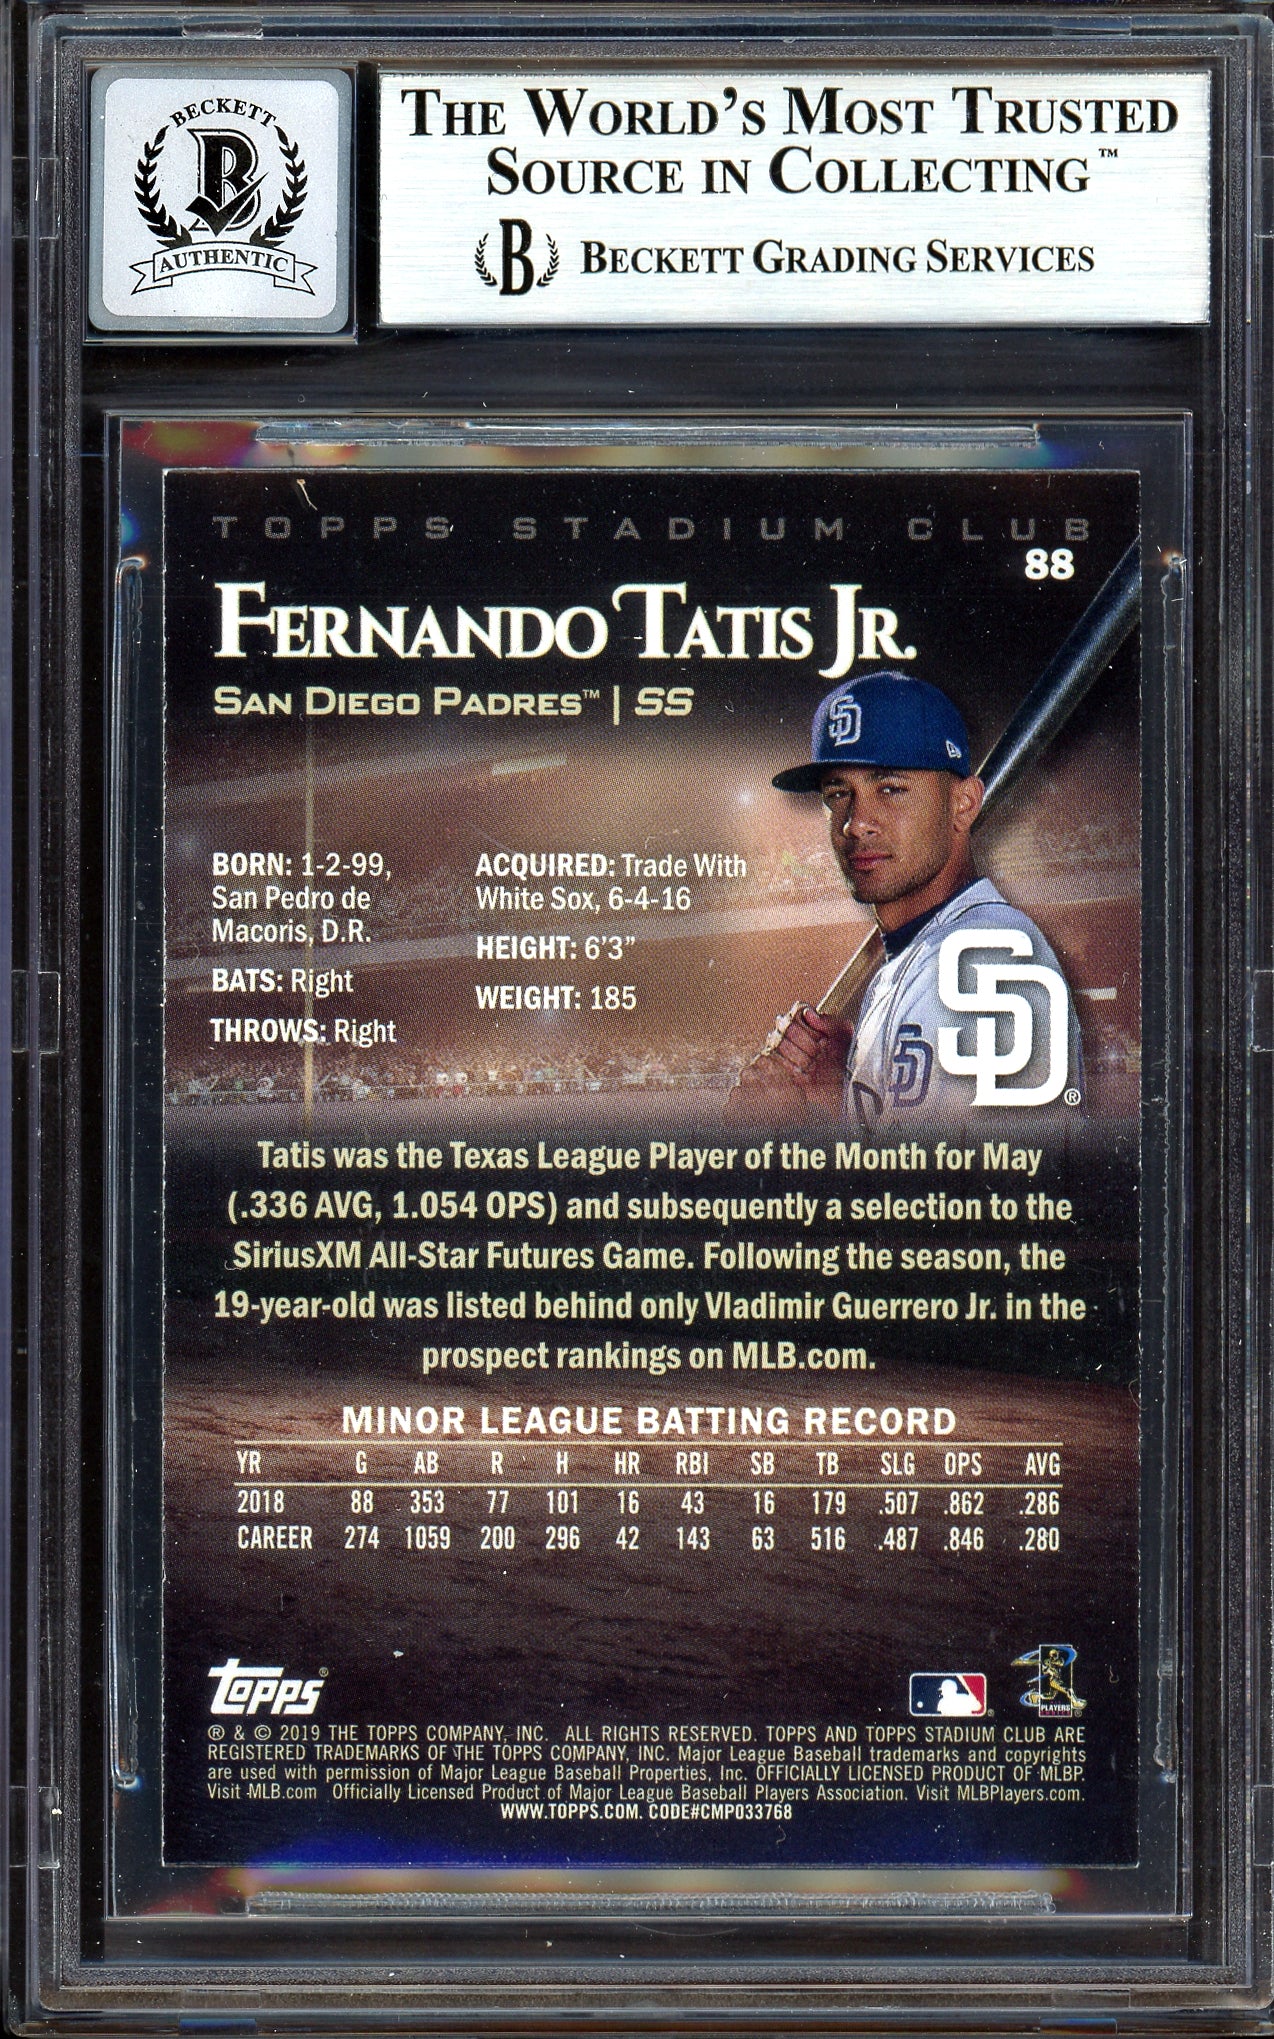 BECKETT
B
AUTHENTIC
THE WORLD'S MOST TRUSTED
SOURCE IN COLLECTING™
B BECKETT GRADING SERVICES
TOPPS STADIUM CLUB
88
FERNANDO TATIS JR.
SAN DIEGO PADRES™ | SS
SD
BORN: 1-2-99,
San Pedro de
Macoris, D.R.
BATS: Right
THROWS: Right
ACQUIRED: Trade With
White Sox, 6-4-16
HEIGHT: 6'3"
WEIGHT: 185
SD
SD®
Tatis was the Texas League Player of the Month for May
(.336 AVG, 1.054 OPS) and subsequently a selection to the
SiriusXM All-Star Futures Game. Following the season, the
19-year-old was listed behind only Vladimir Guerrero Jr. in the
prospect rankings on MLB.com.
MINOR LEAGUE BATTING RECORD
YR G AB R H HR RBI SB TB SLG OPS AVG
2018 88 353 77 101 16 43 16 179 .507 .862 .286
CAREER 274 1059 200 296 42 143 63 516 .487 .846 .280
topps®
PLAYERS
® & © 2019 THE TOPPS COMPANY, INC. ALL RIGHTS RESERVED. TOPPS AND TOPPS STADIUM CLUB ARE
REGISTERED TRADEMARKS OF THE TOPPS COMPANY, INC. Major League Baseball trademarks and copyrights
are used with permission of Major League Baseball Properties, Inc. OFFICIALLY LICENSED PRODUCT OF MLBP.
Visit MLB.com Officially Licensed Product of Major League Baseball Players Association. Visit MLBPlayers.com.
WWW.TOPPS.COM. CODE#CMP033768